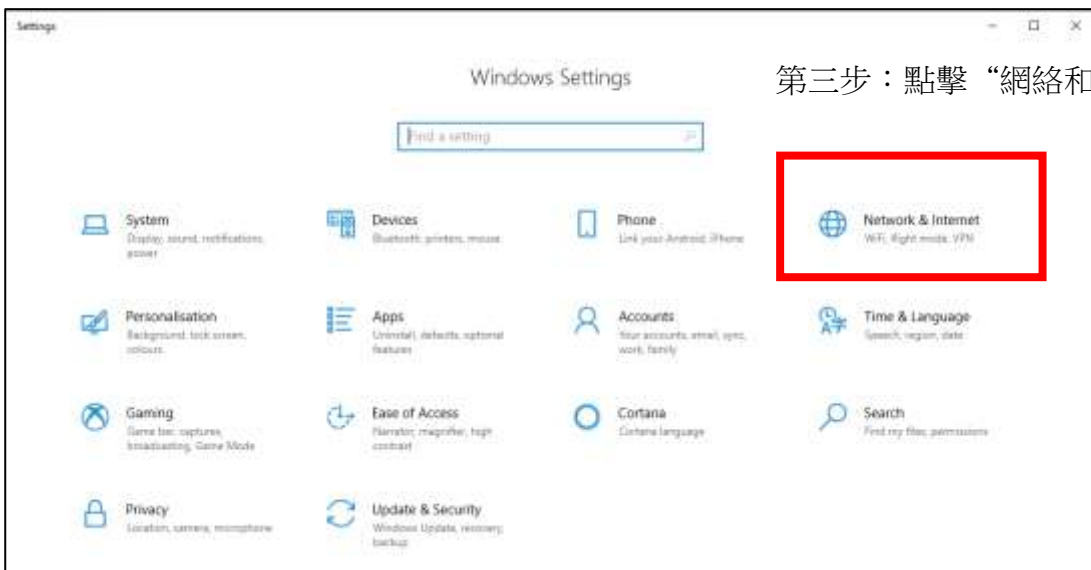 Settings
Windows Settings
第三步：點擊“網絡和
Find a setting
System
Display, sound, notifications,
power
Devices
Bluetooth, printers, mouse
Phone
Link your Android, iPhone
Network & Internet
WiFi, flight mode, VPN
Personalisation
Background, lock screen,
colours
Apps
Uninstall, defaults, optional
features
Accounts
Your accounts, email, sync,
work, family
Time & Language
Speech, region, date
Gaming
Game bar, captures,
broadcasting, Game Mode
Ease of Access
Narrator, magnifier, high
contrast
Cortana
Cortana language
Search
Find my files, permissions
Privacy
Location, camera, microphone
Update & Security
Windows Update, recovery,
backup